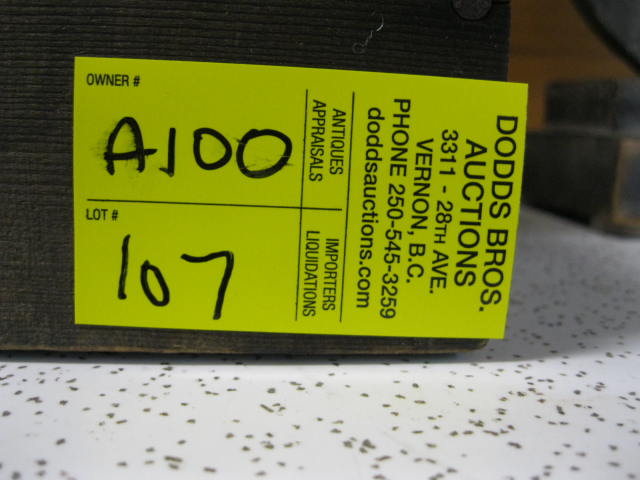 OWNER #
A100
LOT #
107
ANTIQUES
APPRAISALS
IMPORTERS
LIQUIDATIONS
DODDS BROS.
AUCTIONS
3311 - 28TH AVE.
VERNON, B.C.
PHONE 250-545-3259
doddsauctions.com